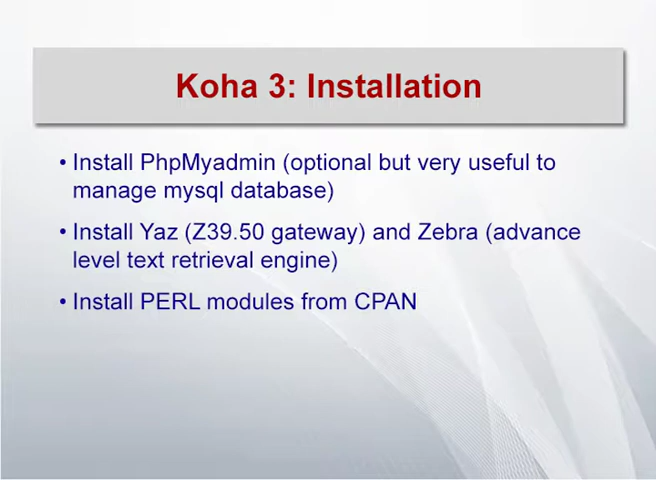 Koha 3: Installation
• Install PhpMyadmin (optional but very useful to
manage mysql database)
• Install Yaz (Z39.50 gateway) and Zebra (advance
level text retrieval engine)
• Install PERL modules from CPAN